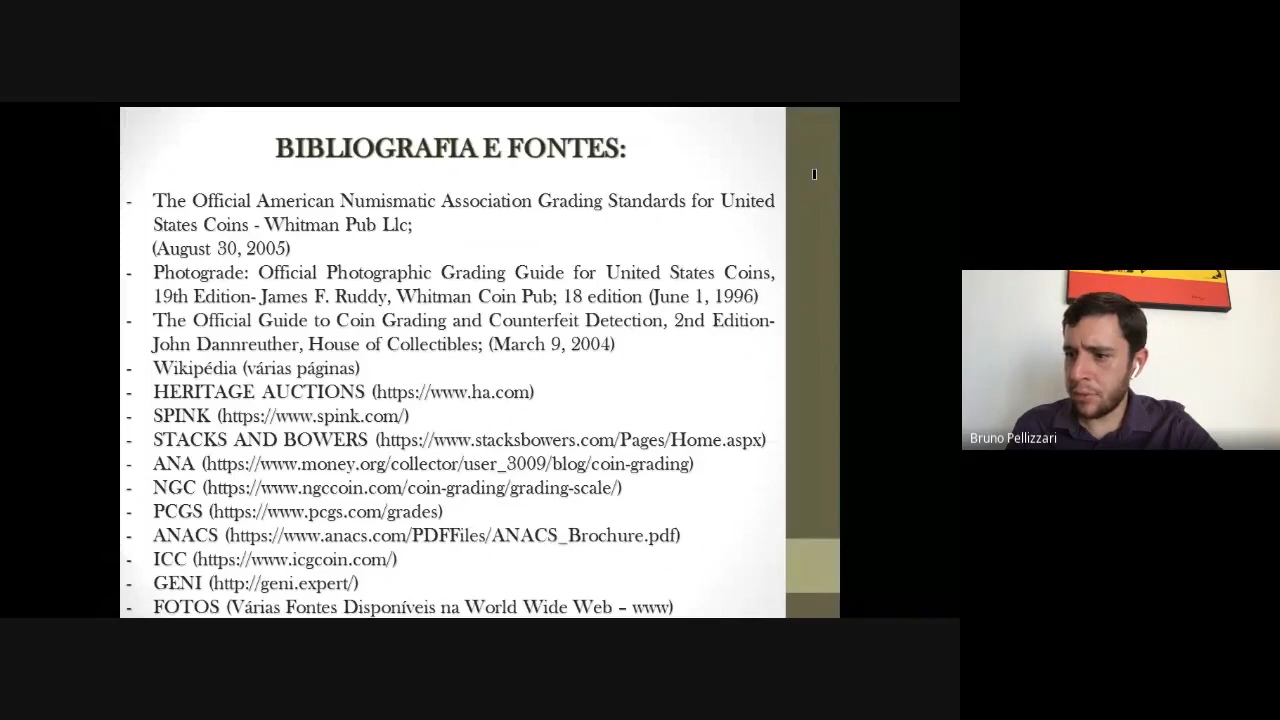 BIBLIOGRAFIA E FONTES:
- The Official American Numismatic Association Grading Standards for United
States Coins - Whitman Pub Llc;
(August 30, 2005)
- Photograde: Official Photographic Grading Guide for United States Coins,
19th Edition- James F. Ruddy, Whitman Coin Pub; 18 edition (June 1, 1996)
- The Official Guide to Coin Grading and Counterfeit Detection, 2nd Edition-
John Dannreuther, House of Collectibles; (March 9, 2004)
- Wikipédia (várias páginas)
- HERITAGE AUCTIONS (https://www.ha.com)
- SPINK (https://www.spink.com/)
- STACKS AND BOWERS (https://www.stacksbowers.com/Pages/Home.aspx)
- ANA (https://www.money.org/collector/user_3009/blog/coin-grading)
- NGC (https://www.ngccoin.com/coin-grading/grading-scale/)
- PCGS (https://www.pcgs.com/grades)
- ANACS (https://www.anacs.com/PDFFiles/ANACS_Brochure.pdf)
- ICC (https://www.icgcoin.com/)
- GENI (http://geni.expert/)
- FOTOS (Várias Fontes Disponíveis na World Wide Web – www)
Bruno Pellizzari